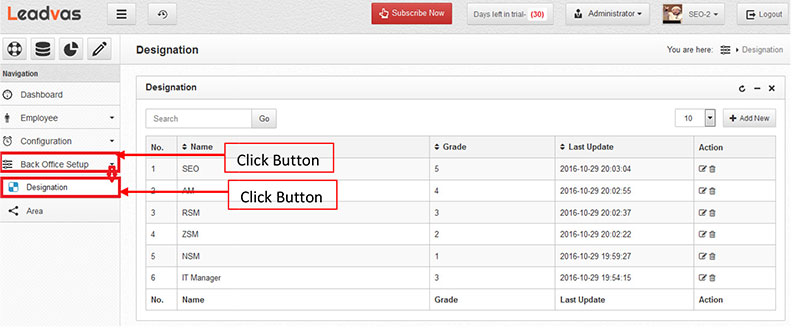 Leadvas
Subscribe Now
Days left in trial- (30)
Administrator
SEO-2
Logout
Designation
You are here: Designation
Navigation
Dashboard
Employee
Configuration
Back Office Setup
Designation
Area
Click Button
Click Button
Designation
Search Go
10 Add New
No. Name Grade Last Update Action
1 SEO 5 2016-10-29 20:03:04
2 AM 4 2016-10-29 20:02:55
3 RSM 3 2016-10-29 20:02:37
4 ZSM 2 2016-10-29 20:02:22
5 NSM 1 2016-10-29 19:59:27
6 IT Manager 3 2016-10-29 19:54:15
No. Name Grade Last Update Action